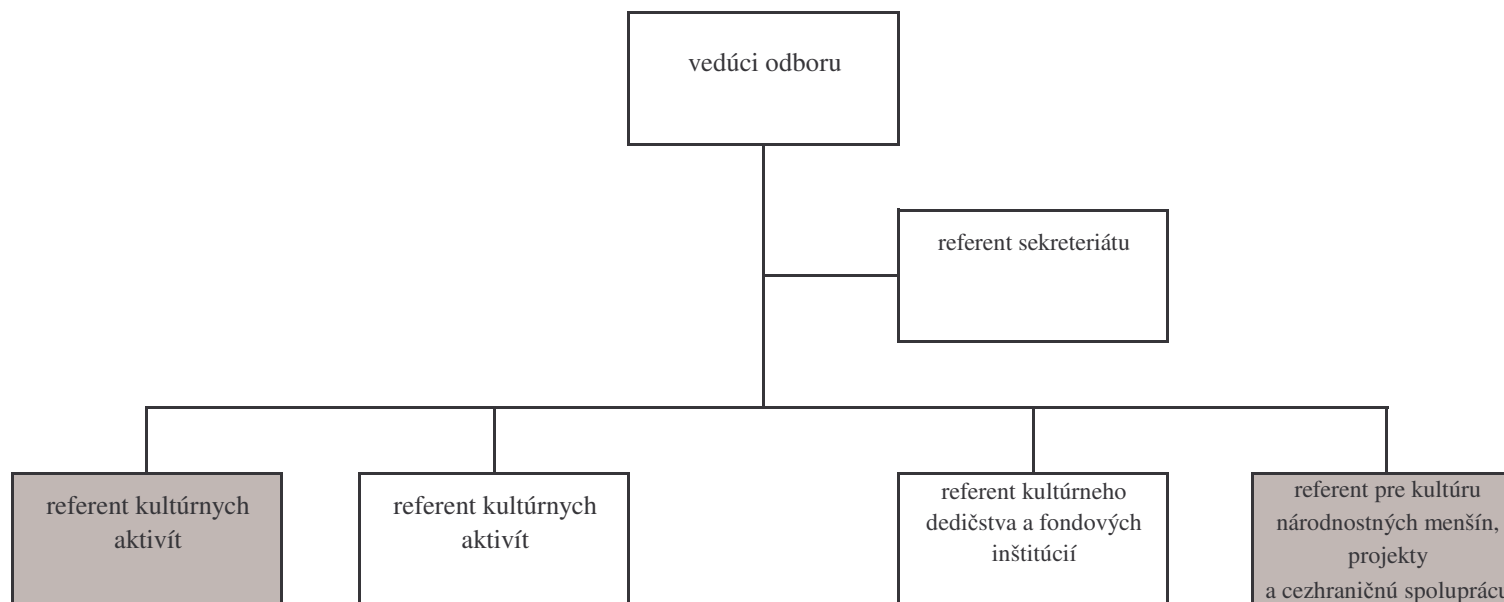 vedúci odboru
referent sekreteriátu
referent kultúrnych
aktivít
referent kultúrnych
aktivít
referent kultúrneho
dedičstva a fondových
inštitúcií
referent pre kultúru
národnostných menšín,
projekty
a cezhraničnú spoluprácu